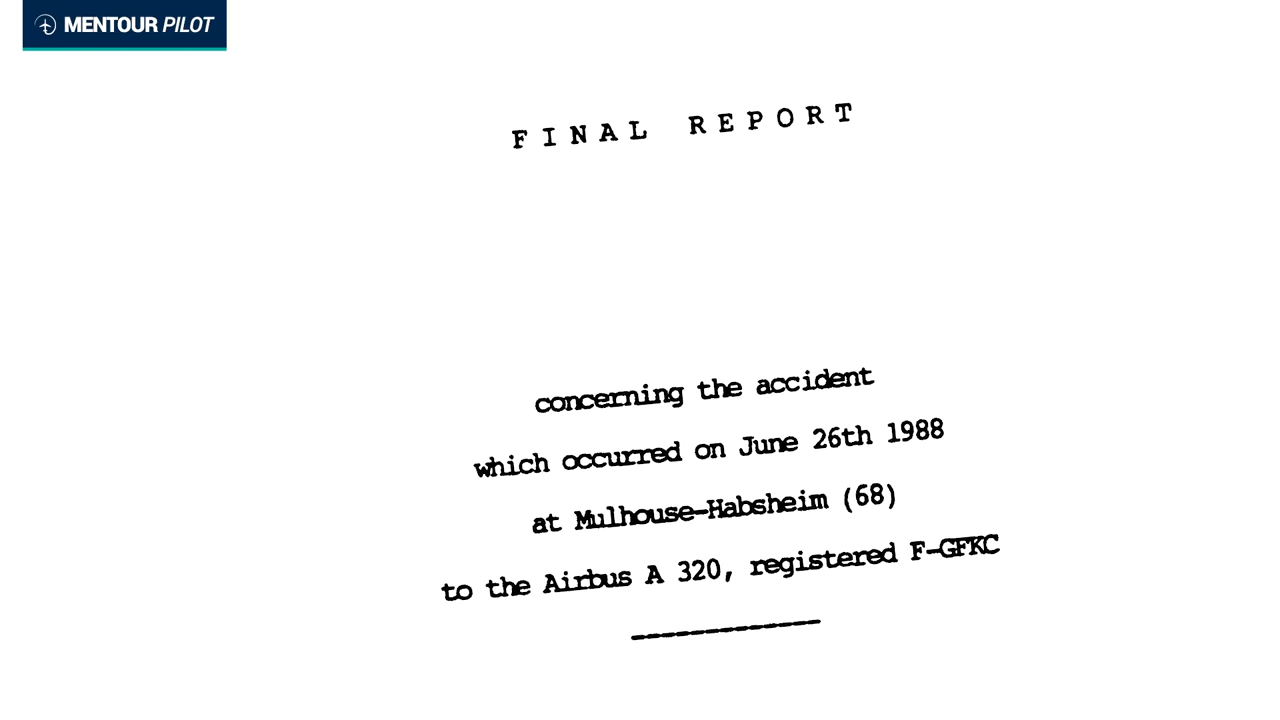 MENTOUR PILOT
FINAL REPORT
concerning the accident
which occurred on June 26th 1988
at Mulhouse-Habsheim (68)
to the Airbus A 320, registered F-GFKC